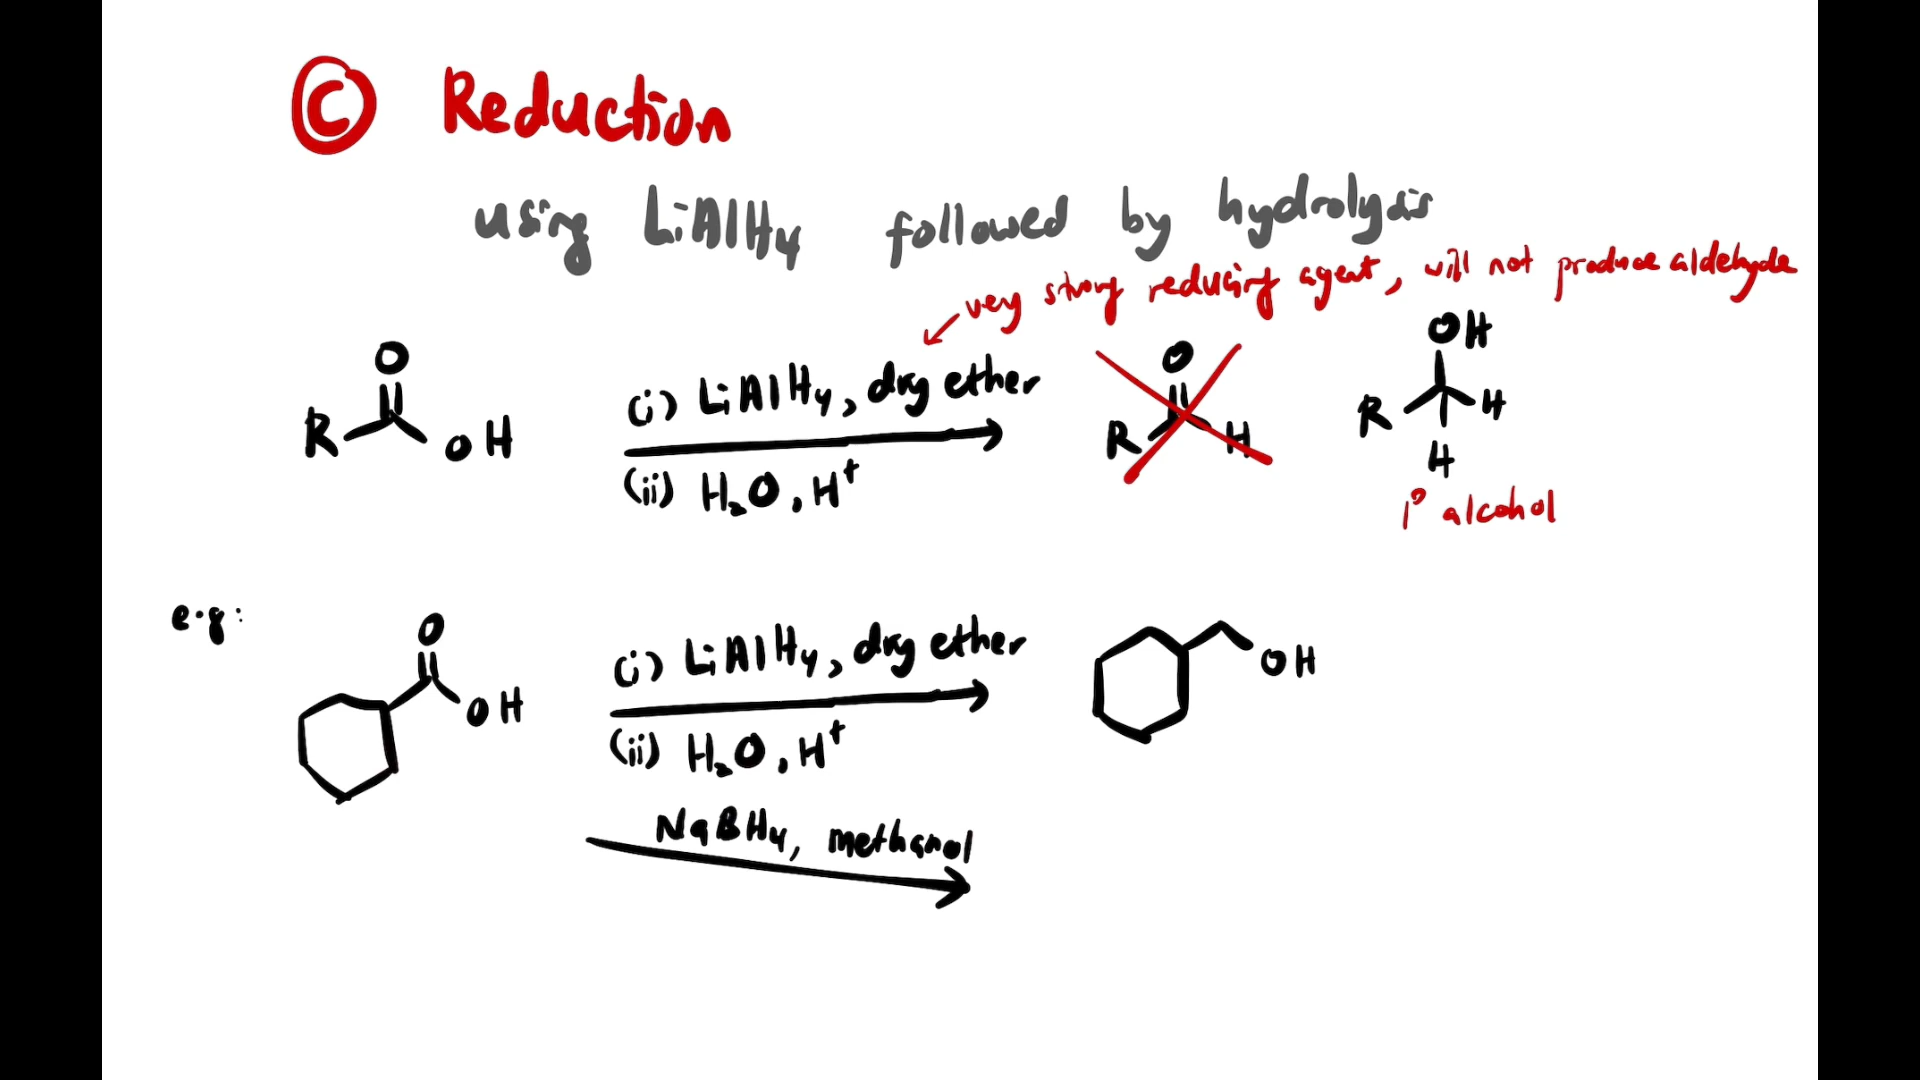 © Reduction
using LiAlH4 followed by hydrolysis
very strong reducing agent, will not produce aldehyde
O
R OH
(i) LiAlH4, dry ether
(ii) H2O, H+
O
R H
OH
R H
H
1° alcohol
e.g:
O
OH
(i) LiAlH4, dry ether
(ii) H2O, H+
OH
NaBH4, methanol